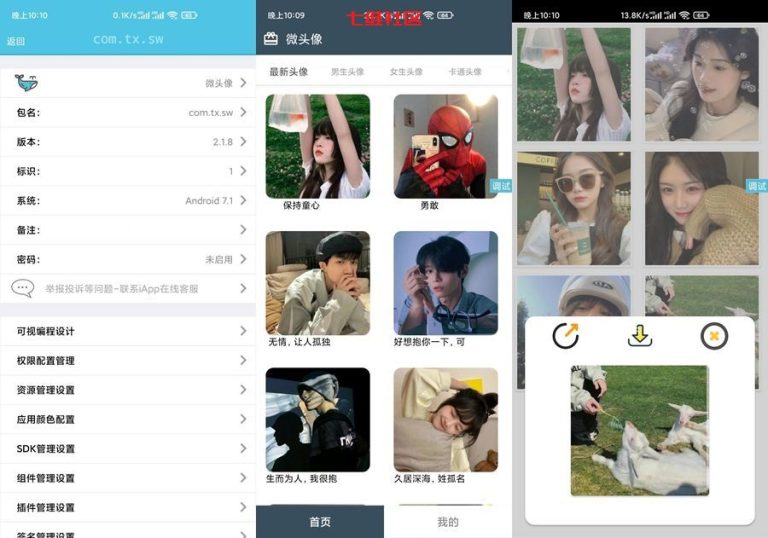 晚上10:10
0.1K/s
返回
com.tx.sw
微头像
包名：
com.tx.sw
版本：
2.1.8
标识：
1
系统：
Android 7.1
备注：
密码：
未启用
举报投诉等问题-联系iApp在线客服
可视编程设计
权限配置管理
资源管理设置
应用颜色配置
SDK管理设置
组件管理设置
插件管理设置
签名管理设置
晚上10:09
七链社区
64
微头像
最新头像
男生头像
女生头像
卡通头像
保持童心
勇敢
调试
无情，让人孤独
好想抱你一下，可
生而为人，我很抱
久居深海，姓孤名
首页
我的
晚上10:10
13.8K/s
64
COFFEE
调试